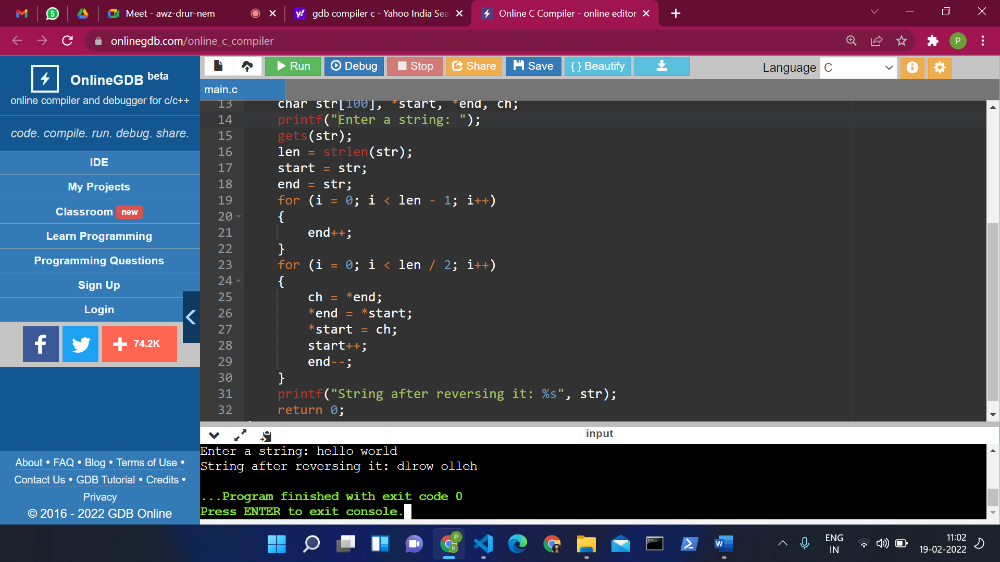 Meet - awz-drur-nem
gdb compiler c - Yahoo India Sea
Online C Compiler - online editor
onlinegdb.com/online_c_compiler
P
5
OnlineGDB beta
online compiler and debugger for c/c++
code. compile. run. debug. share.
IDE
My Projects
Classroom new
Learn Programming
Programming Questions
Sign Up
Login
74.2K
About • FAQ • Blog • Terms of Use •
Contact Us • GDB Tutorial • Credits •
Privacy
© 2016 - 2022 GDB Online
Run
Debug
Stop
Share
Save
{ } Beautify
Language C
main.c
13 char str[100], *start, *end, ch;
14 printf("Enter a string: ");
15 gets(str);
16 len = strlen(str);
17 start = str;
18 end = str;
19 for (i = 0; i < len - 1; i++)
20 {
21 end++;
22 }
23 for (i = 0; i < len / 2; i++)
24 {
25 ch = *end;
26 *end = *start;
27 *start = ch;
28 start++;
29 end--;
30 }
31 printf("String after reversing it: %s", str);
32 return 0;
input
Enter a string: hello world
String after reversing it: dlrow olleh
...Program finished with exit code 0
Press ENTER to exit console.
ENG
IN
11:02
19-02-2022